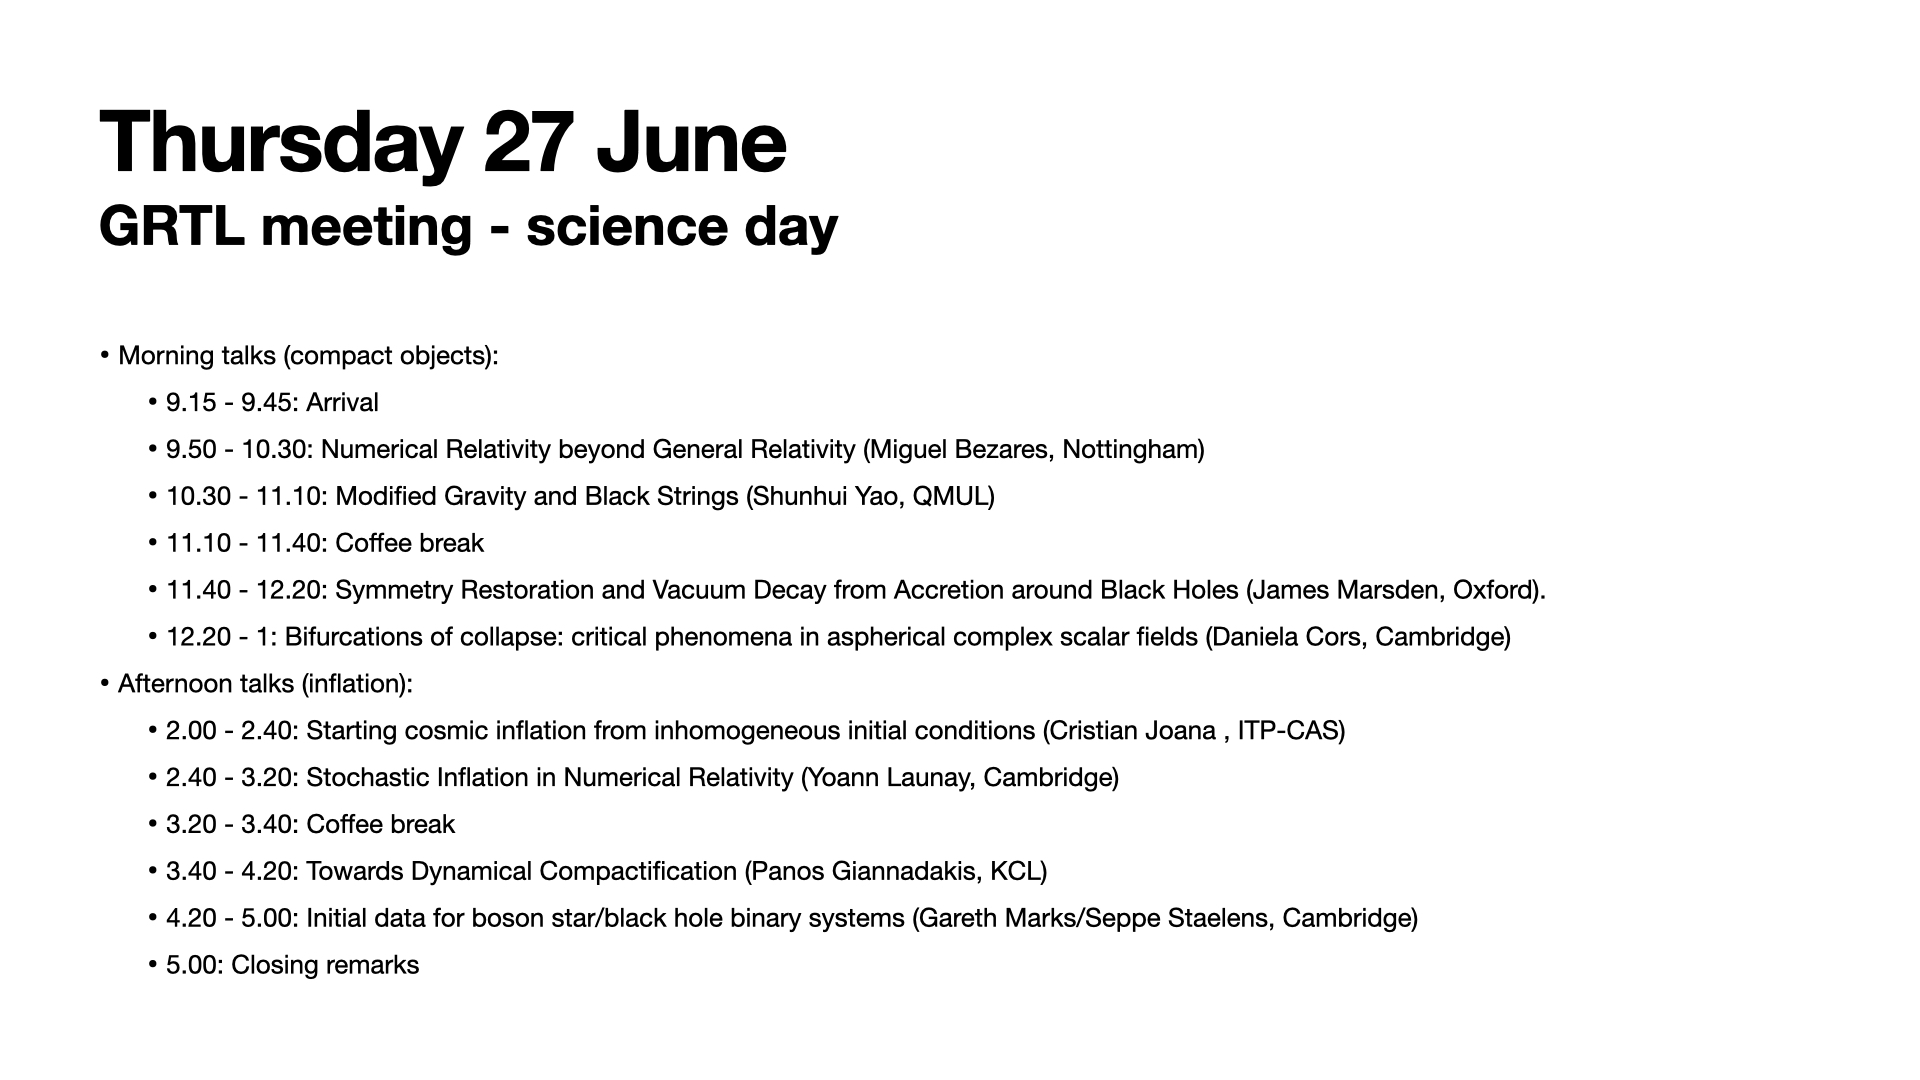 Thursday 27 June
GRTL meeting - science day
• Morning talks (compact objects):
• 9.15 - 9.45: Arrival
• 9.50 - 10.30: Numerical Relativity beyond General Relativity (Miguel Bezares, Nottingham)
• 10.30 - 11.10: Modified Gravity and Black Strings (Shunhui Yao, QMUL)
• 11.10 - 11.40: Coffee break
• 11.40 - 12.20: Symmetry Restoration and Vacuum Decay from Accretion around Black Holes (James Marsden, Oxford).
• 12.20 - 1: Bifurcations of collapse: critical phenomena in aspherical complex scalar fields (Daniela Cors, Cambridge)
• Afternoon talks (inflation):
• 2.00 - 2.40: Starting cosmic inflation from inhomogeneous initial conditions (Cristian Joana , ITP-CAS)
• 2.40 - 3.20: Stochastic Inflation in Numerical Relativity (Yoann Launay, Cambridge)
• 3.20 - 3.40: Coffee break
• 3.40 - 4.20: Towards Dynamical Compactification (Panos Giannadakis, KCL)
• 4.20 - 5.00: Initial data for boson star/black hole binary systems (Gareth Marks/Seppe Staelens, Cambridge)
• 5.00: Closing remarks